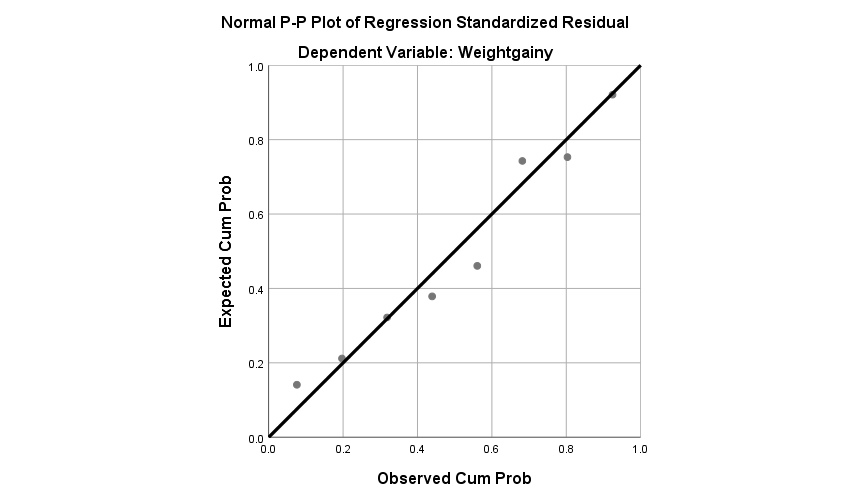 Normal P-P Plot of Regression Standardized Residual
Dependent Variable: Weightgainy
Expected Cum Prob
1.0
0.8
0.6
0.4
0.2
0.0
0.0 0.2 0.4 0.6 0.8 1.0
Observed Cum Prob